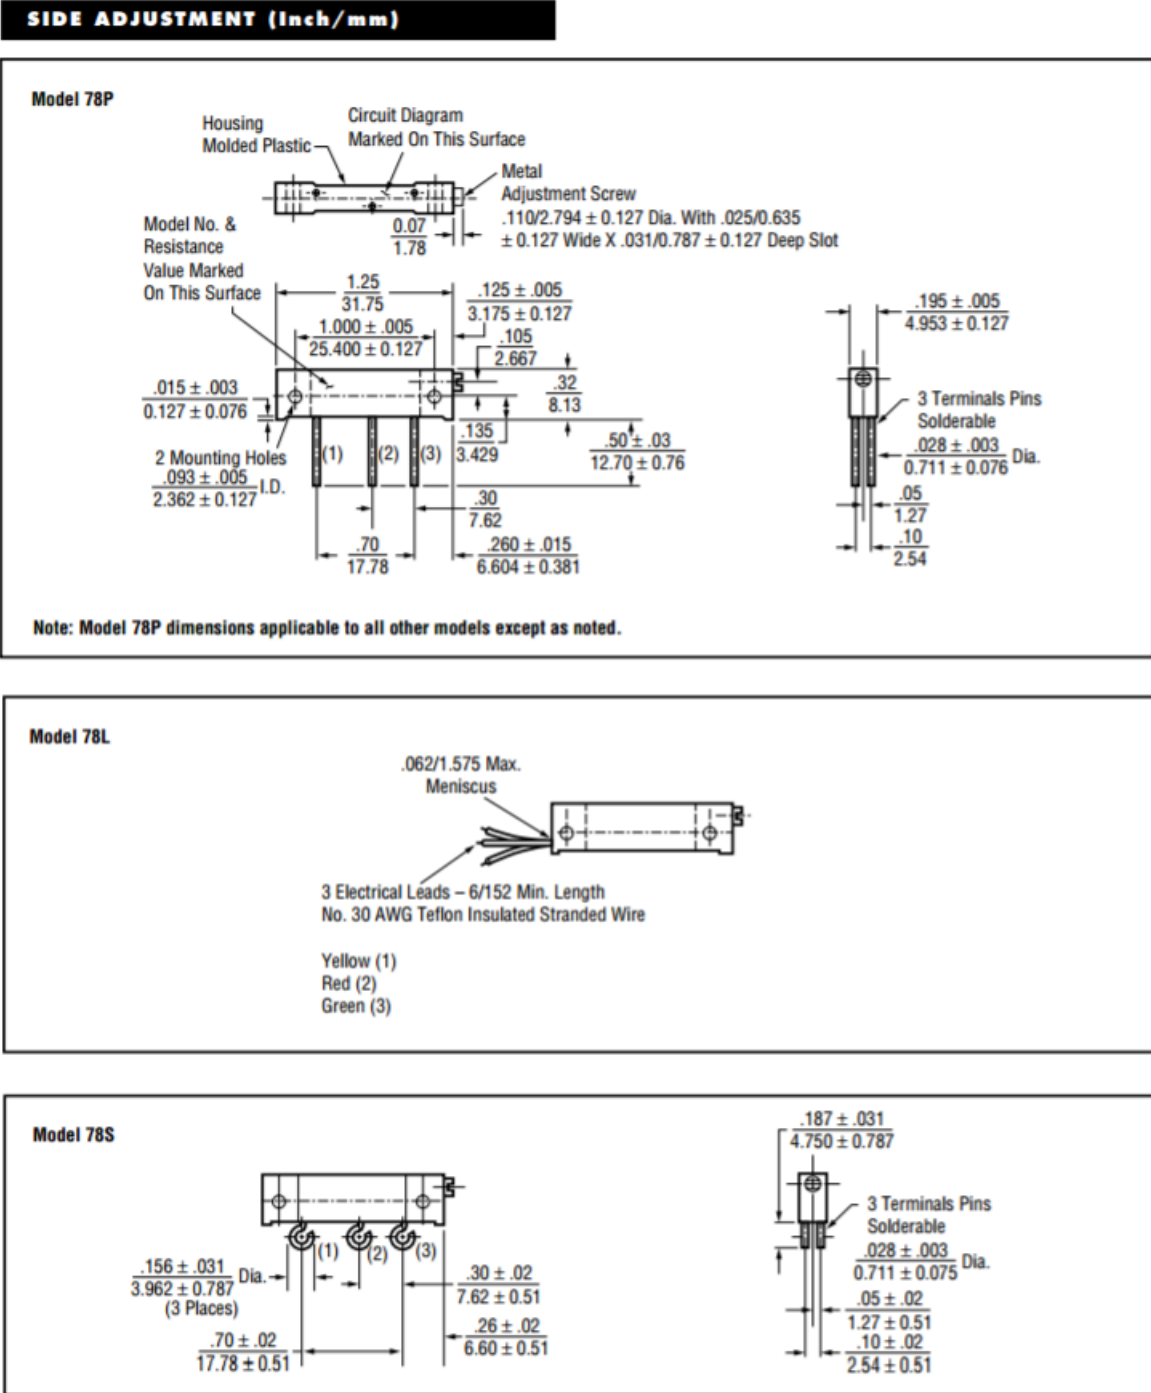 SIDE ADJUSTMENT (Inch/mm)
Model 78P
Housing
Molded Plastic
Circuit Diagram
Marked On This Surface
Metal
Adjustment Screw
.110/2.794 ± 0.127 Dia. With .025/0.635
± 0.127 Wide X .031/0.787 ± 0.127 Deep Slot
0.07
1.78
Model No. &
Resistance
Value Marked
On This Surface
1.25
31.75
.125 ± .005
3.175 ± 0.127
1.000 ± .005
25.400 ± 0.127
.105
2.667
.195 ± .005
4.953 ± 0.127
.015 ± .003
0.127 ± 0.076
.32
8.13
3 Terminals Pins
Solderable
.028 ± .003
0.711 ± 0.076 Dia.
.135
3.429
.50 ± .03
12.70 ± 0.76
(1)
(2)
(3)
2 Mounting Holes
.093 ± .005
2.362 ± 0.127 I.D.
.30
7.62
.05
1.27
.70
17.78
.260 ± .015
6.604 ± 0.381
.10
2.54
Note: Model 78P dimensions applicable to all other models except as noted.
Model 78L
.062/1.575 Max.
Meniscus
3 Electrical Leads – 6/152 Min. Length
No. 30 AWG Teflon Insulated Stranded Wire
Yellow (1)
Red (2)
Green (3)
Model 78S
.187 ± .031
4.750 ± 0.787
3 Terminals Pins
Solderable
.028 ± .003
0.711 ± 0.075 Dia.
(1)
(2)
(3)
.156 ± .031
3.962 ± 0.787 Dia.
(3 Places)
.30 ± .02
7.62 ± 0.51
.05 ± .02
1.27 ± 0.51
.70 ± .02
17.78 ± 0.51
.26 ± .02
6.60 ± 0.51
.10 ± .02
2.54 ± 0.51